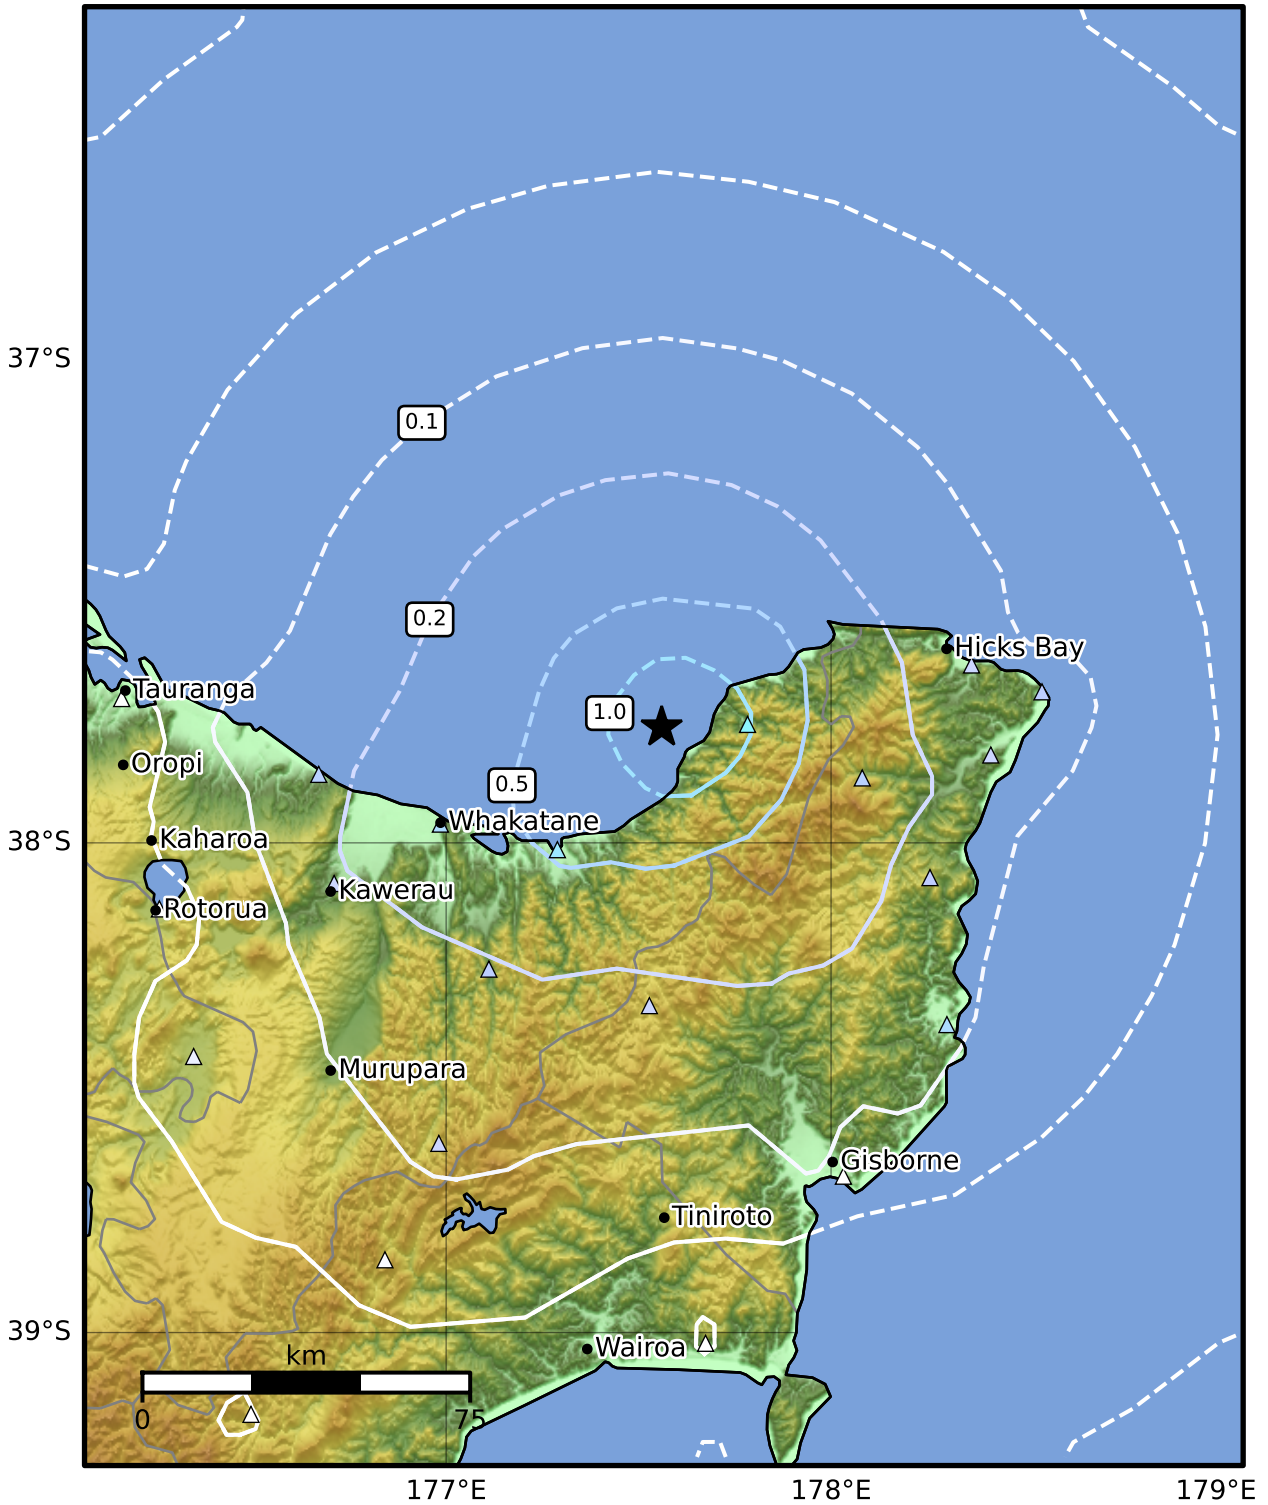 37°S
0.1
0.2
Hicks Bay
Tauranga
1.0
Oropi
0.5
Whakatane
38°S
Kaharoa
Kawerau
Rotorua
Murupara
Gisborne
Tiniroto
39°S
Wairoa
km
0
75
177°E
178°E
179°E